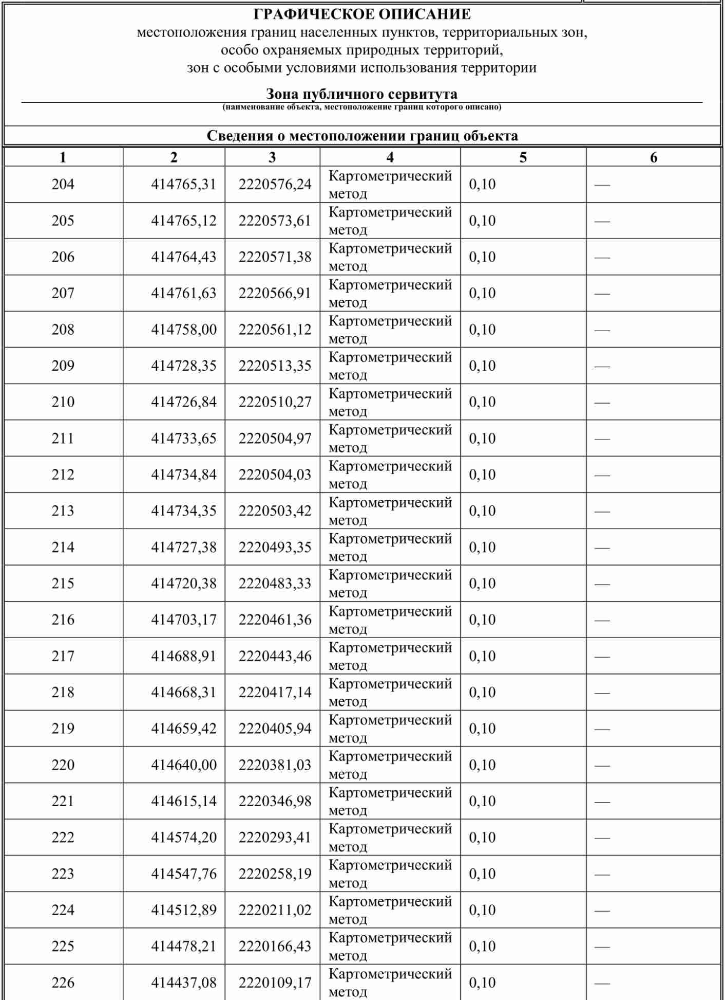 ГРАФИЧЕСКОЕ ОПИСАНИЕ
местоположения границ населенных пунктов, территориальных зон,
особо охраняемых природных территорий,
зон с особыми условиями использования территории
Зона публичного сервитута
(наименование объекта, местоположение границ которого описано)
Сведения о местоположении границ объекта
1 2 3 4 5 6
204 414765,31 2220576,24 Картометрический метод 0,10 —
205 414765,12 2220573,61 Картометрический метод 0,10 —
206 414764,43 2220571,38 Картометрический метод 0,10 —
207 414761,63 2220566,91 Картометрический метод 0,10 —
208 414758,00 2220561,12 Картометрический метод 0,10 —
209 414728,35 2220513,35 Картометрический метод 0,10 —
210 414726,84 2220510,27 Картометрический метод 0,10 —
211 414733,65 2220504,97 Картометрический метод 0,10 —
212 414734,84 2220504,03 Картометрический метод 0,10 —
213 414734,35 2220503,42 Картометрический метод 0,10 —
214 414727,38 2220493,35 Картометрический метод 0,10 —
215 414720,38 2220483,33 Картометрический метод 0,10 —
216 414703,17 2220461,36 Картометрический метод 0,10 —
217 414688,91 2220443,46 Картометрический метод 0,10 —
218 414668,31 2220417,14 Картометрический метод 0,10 —
219 414659,42 2220405,94 Картометрический метод 0,10 —
220 414640,00 2220381,03 Картометрический метод 0,10 —
221 414615,14 2220346,98 Картометрический метод 0,10 —
222 414574,20 2220293,41 Картометрический метод 0,10 —
223 414547,76 2220258,19 Картометрический метод 0,10 —
224 414512,89 2220211,02 Картометрический метод 0,10 —
225 414478,21 2220166,43 Картометрический метод 0,10 —
226 414437,08 2220109,17 Картометрический метод 0,10 —